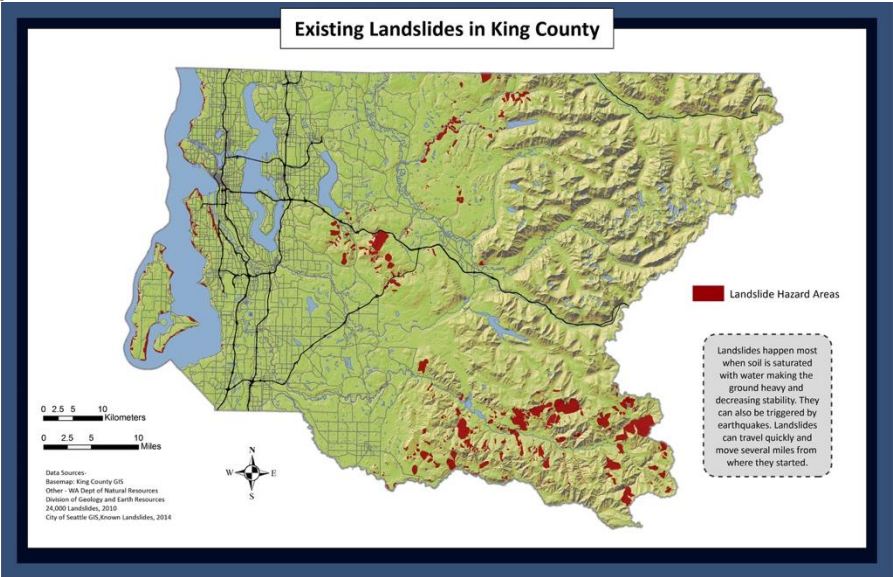 Existing Landslides in King County
Landslide Hazard Areas
Landslides happen most
when soil is saturated
with water making the
ground heavy and
decreasing stability. They
can also be triggered by
earthquakes. Landslides
can travel quickly and
move several miles from
where they started.
0 2.5 5 10
Kilometers
0 2.5 5 10
Miles
N
W E
S
Data Sources-
Basemap: King County GIS
Other - WA Dept of Natural Resources
Division of Geology and Earth Resources
24,000 Landslides, 2010
City of Seattle GIS,Known Landslides, 2014